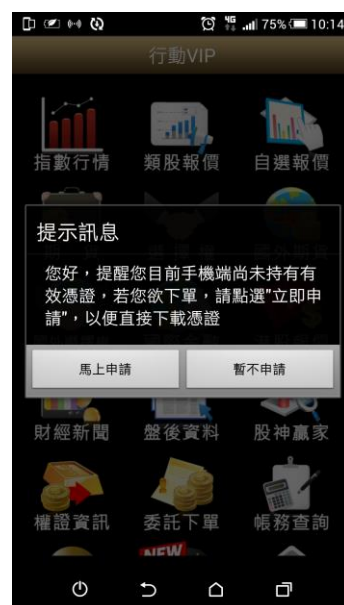 4G 75% 10:14
行動VIP
指數行情 類股報價 自選報價
提示訊息
您好，提醒您目前手機端尚未持有有
效憑證，若您欲下單，請點選"立即申
請"，以便直接下載憑證
馬上申請 暫不申請
財經新聞 盤後資料 股神贏家
權證資訊 委託下單 帳務查詢
NEW